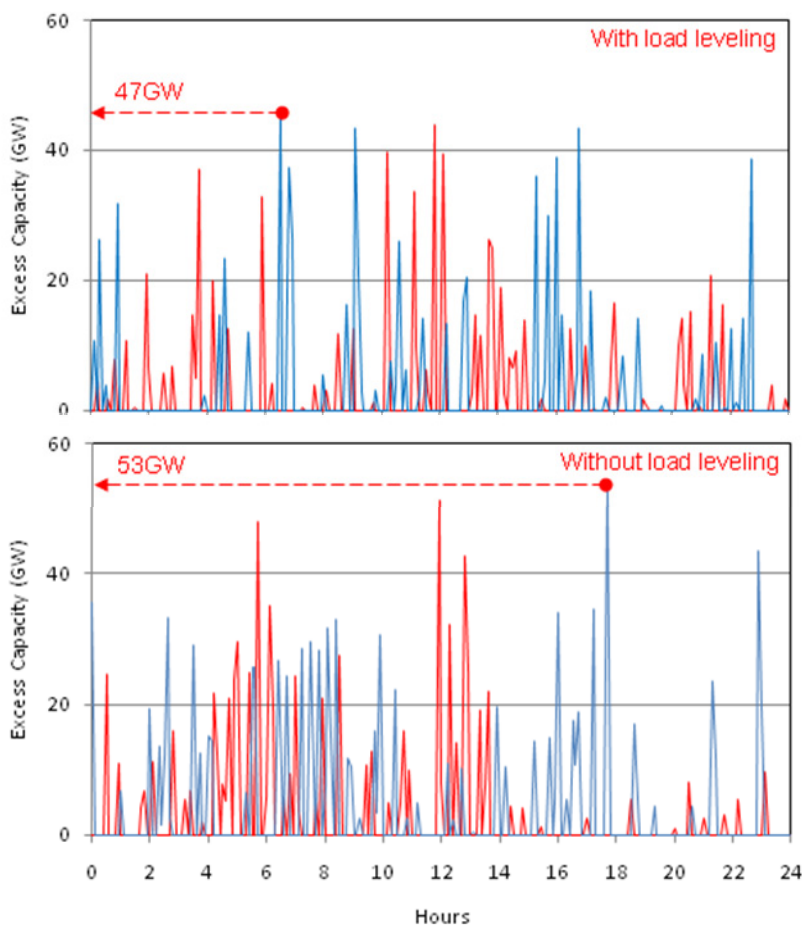 60
With load leveling
47GW
40
20
0
Excess Capacity (GW)
60
Without load leveling
53GW
40
20
0
Excess Capacity (GW)
0 2 4 6 8 10 12 14 16 18 20 22 24
Hours